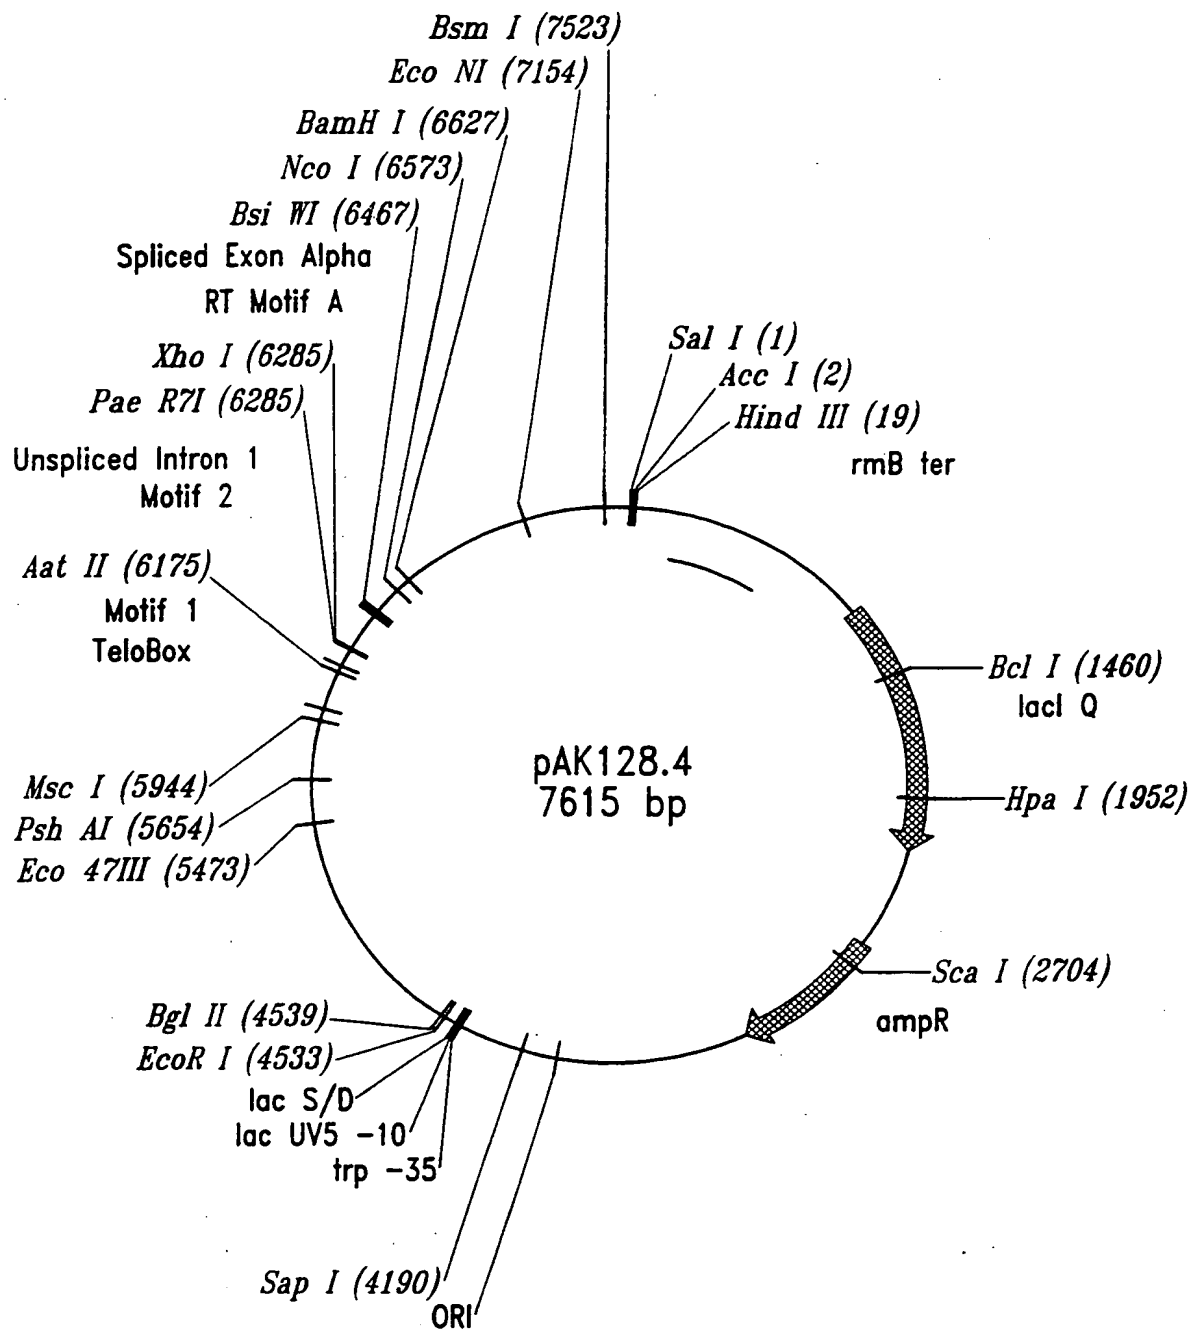 Bsm I (7523)
Eco NI (7154)
BamH I (6627)
Nco I (6573)
Bsi WI (6467)
Spliced Exon Alpha
RT Motif A
Xho I (6285)
Pae R7I (6285)
Unspliced Intron 1
Motif 2
Aat II (6175)
Motif 1
TeloBox
Msc I (5944)
Psh AI (5654)
Eco 47III (5473)
Sal I (1)
Acc I (2)
Hind III (19)
rmB ter
Bcl I (1460)
lacI Q
Hpa I (1952)
pAK128.4
7615 bp
Sca I (2704)
ampR
Bgl II (4539)
EcoR I (4533)
lac S/D
lac UV5 -10
trp -35
Sap I (4190)
ORI